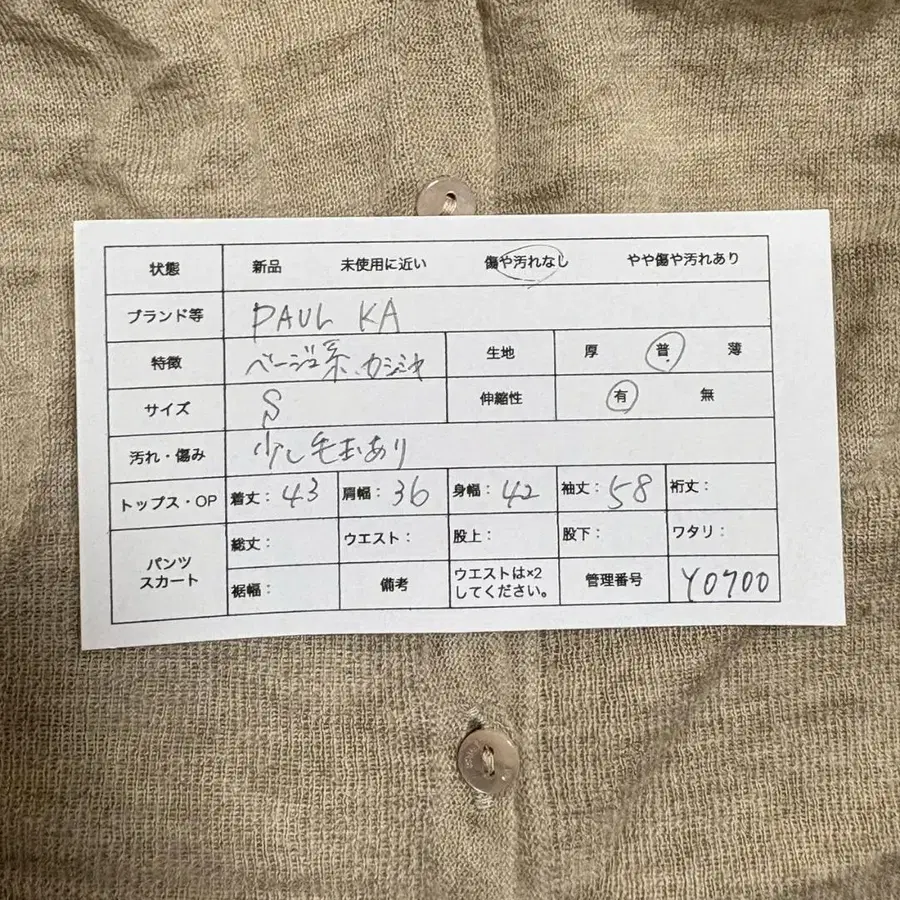 状態 新品 未使用に近い 傷や汚れなし やや傷や汚れあり
ブランド等 PAUL KA
特徴 ベージュ系、カシミヤ 生地 厚 普 薄
サイズ S 伸縮性 有 無
汚れ・傷み 少し毛玉あり
トップス・OP 着丈：43 肩幅：36 身幅：42 袖丈：58 裄丈：
パンツ スカート 総丈： ウエスト： 股上： 股下： ワタリ：
裾幅： 備考 ウエストは×2してください。 管理番号 Y0700